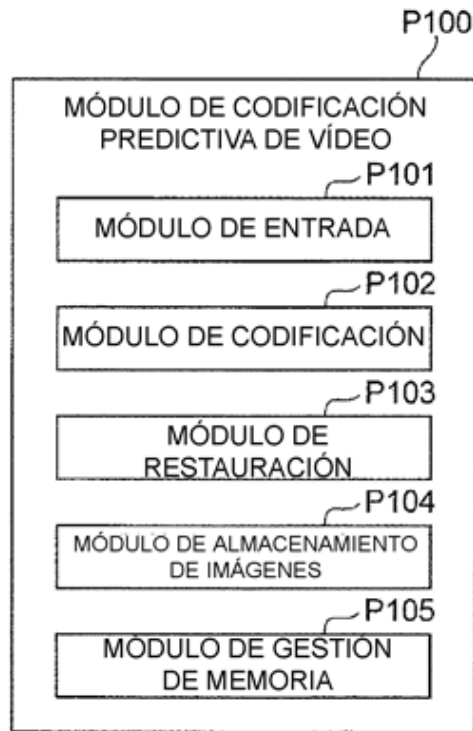 P100
MÓDULO DE CODIFICACIÓN
PREDICTIVA DE VÍDEO
P101
MÓDULO DE ENTRADA
P102
MÓDULO DE CODIFICACIÓN
P103
MÓDULO DE
RESTAURACIÓN
P104
MÓDULO DE ALMACENAMIENTO
DE IMÁGENES
P105
MÓDULO DE GESTIÓN
DE MEMORIA